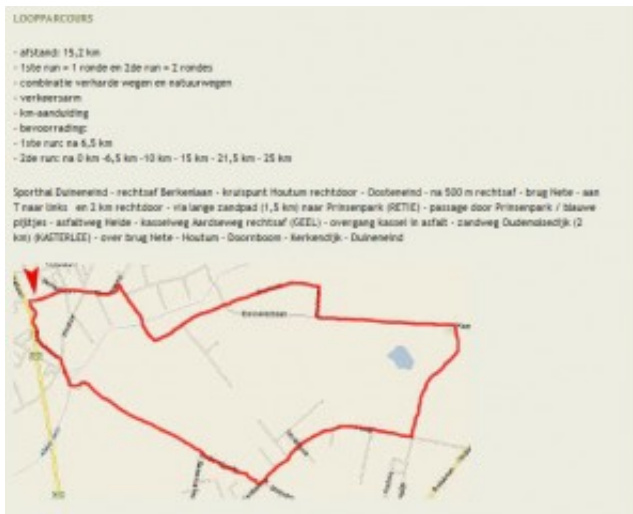 LOOPPARCOURS
- afstand: 15,2 km
- 1ste run = 1 ronde en 2de run = 2 rondes
- combinatie verharde wegen en natuurwegen
- verkeersarm
- km-aanduiding
- bevoorrading:
- 1ste run: na 6,5 km
- 2de run: na 0 km -6,5 km -10 km - 15 km - 21,5 km - 25 km
Sporthal Duineneind - rechtsaf Berkenlaan - kruispunt Houtum rechtdoor - Oosteneind - na 500 m rechtsaf - brug Nete - aan
T naar links en 2 km rechtdoor - via lange zandpad (1,5 km) naar Prinsenpark (RETIE) - passage door Prinsenpark / blauwe
pijltjes - asfaltweg Heide - kasselweg Aardseweg rechtsaf (GEEL) - overgang kassei in asfalt - zandweg (2
km) (KASTERLEE) - over brug Nete - Houtum - Doornboom - Kerkendijk - Duineneind